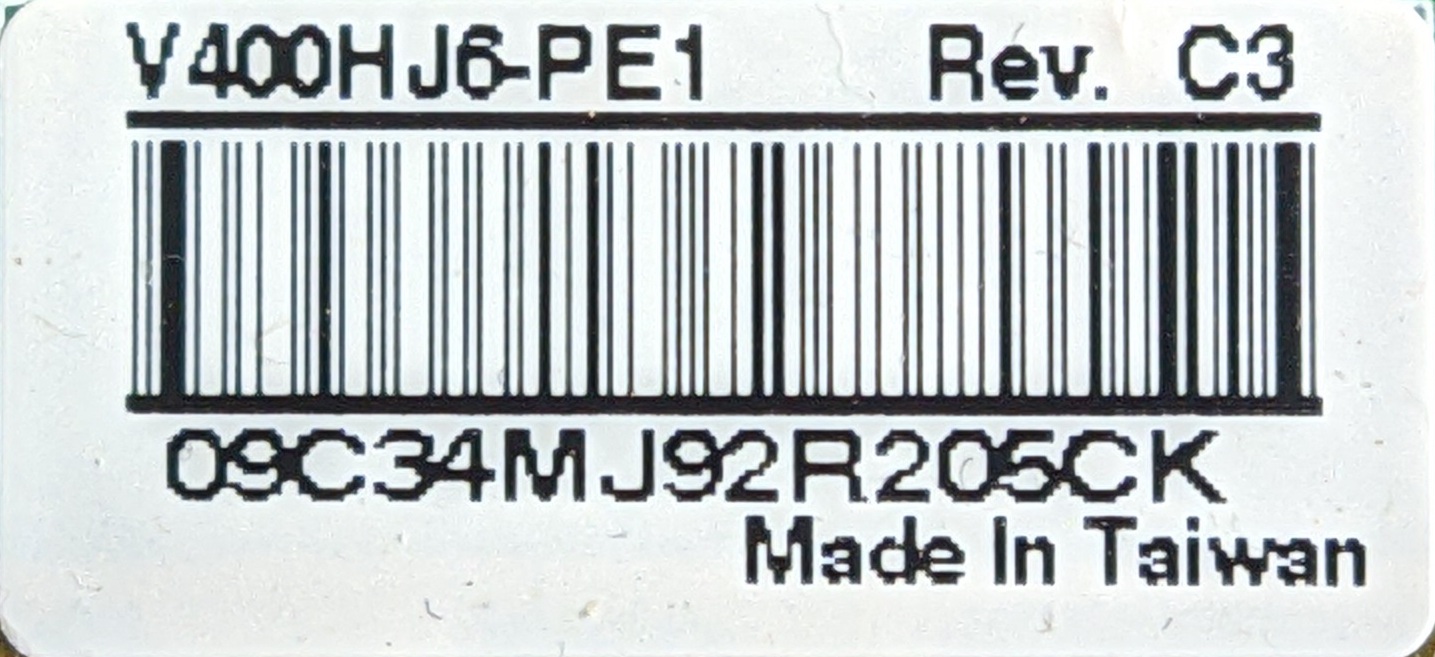 V400HJ6-PE1 Rev. C3
09C34MJ92R205CK
Made In Taiwan